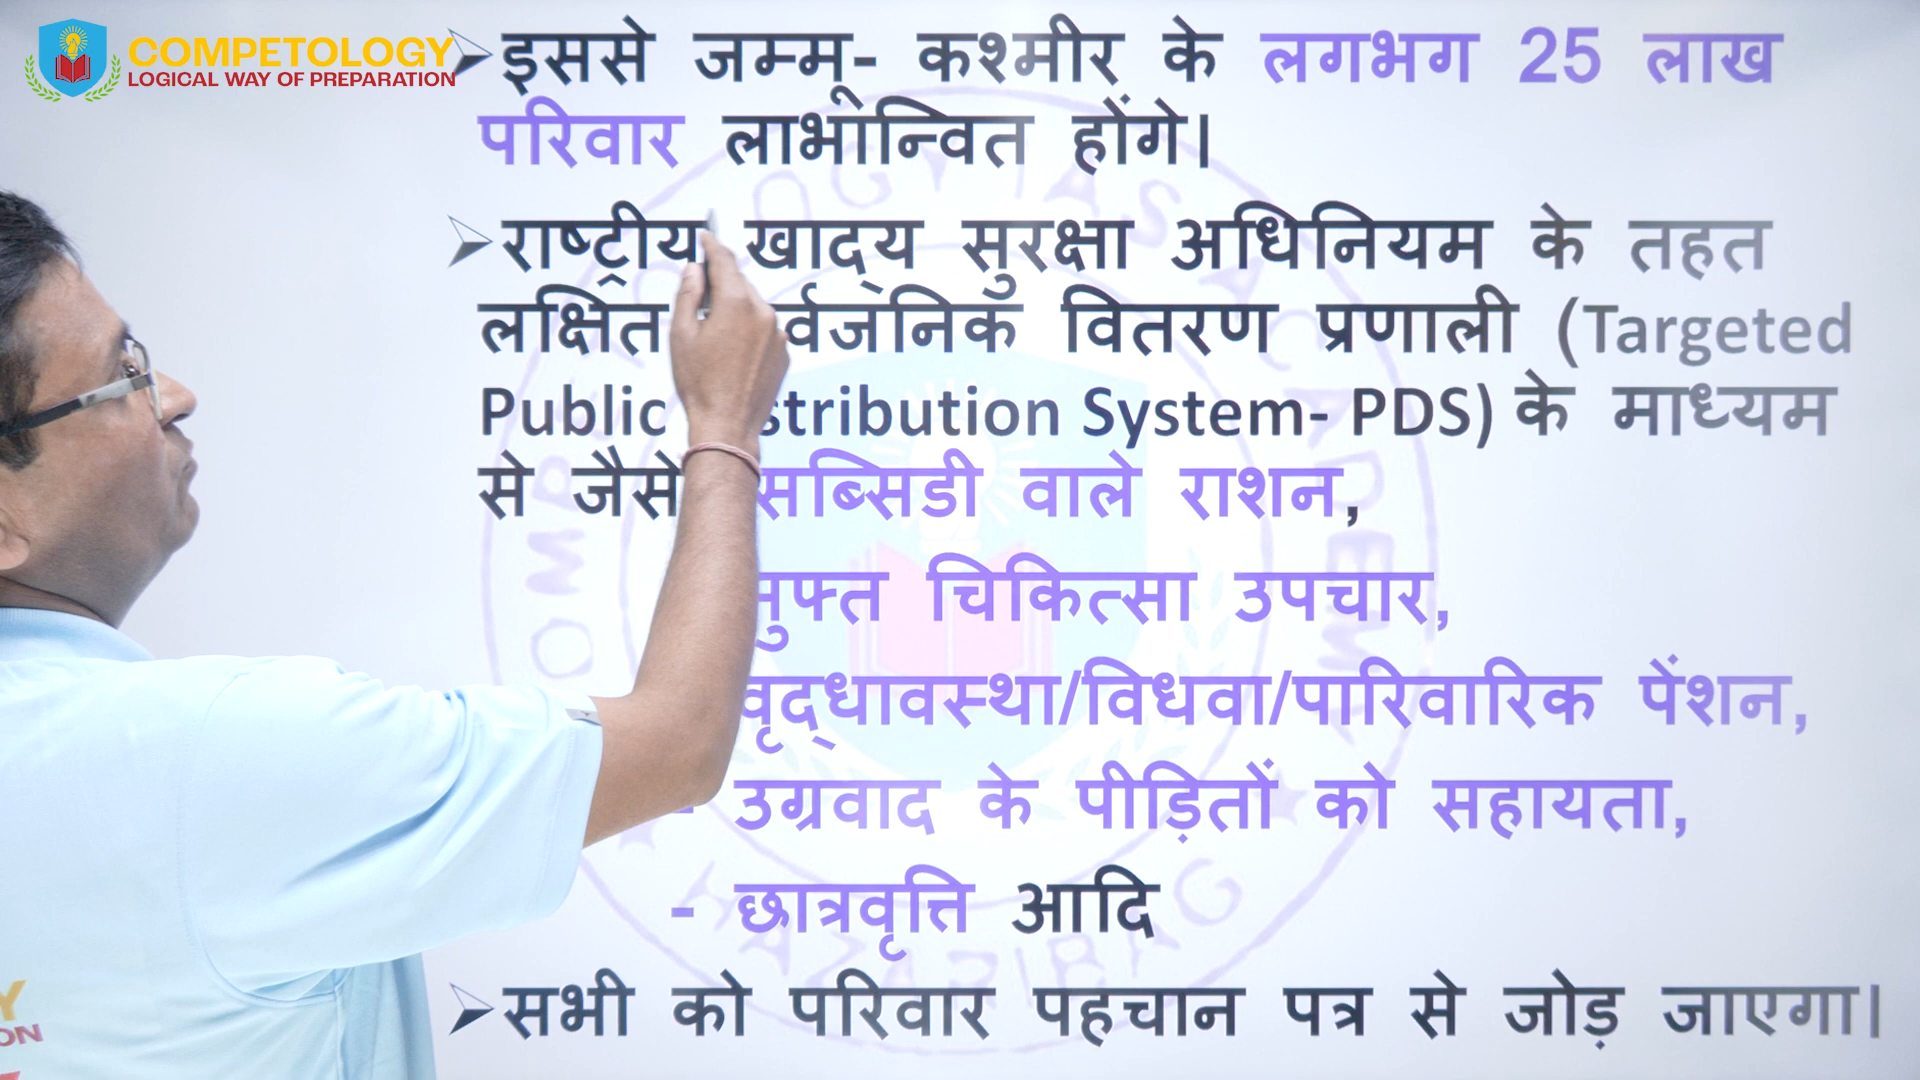 COMPETOLOGY
LOGICAL WAY OF PREPARATION
➢इससे जम्मू- कश्मीर के लगभग 25 लाख
परिवार लाभान्वित होंगे।
➢राष्ट्रीय खाद्य सुरक्षा अधिनियम के तहत
लक्षित वितरण प्रणाली (Targeted
Public System- PDS) के माध्यम
से जैसे सब्सिडी वाले राशन,
मुफ्त चिकित्सा उपचार,
वृद्धावस्था/विधवा/पारिवारिक पेंशन,
- उग्रवाद के पीड़ितों को सहायता,
- छात्रवृत्ति आदि
➢सभी को परिवार पहचान पत्र से जोड़ जाएगा।